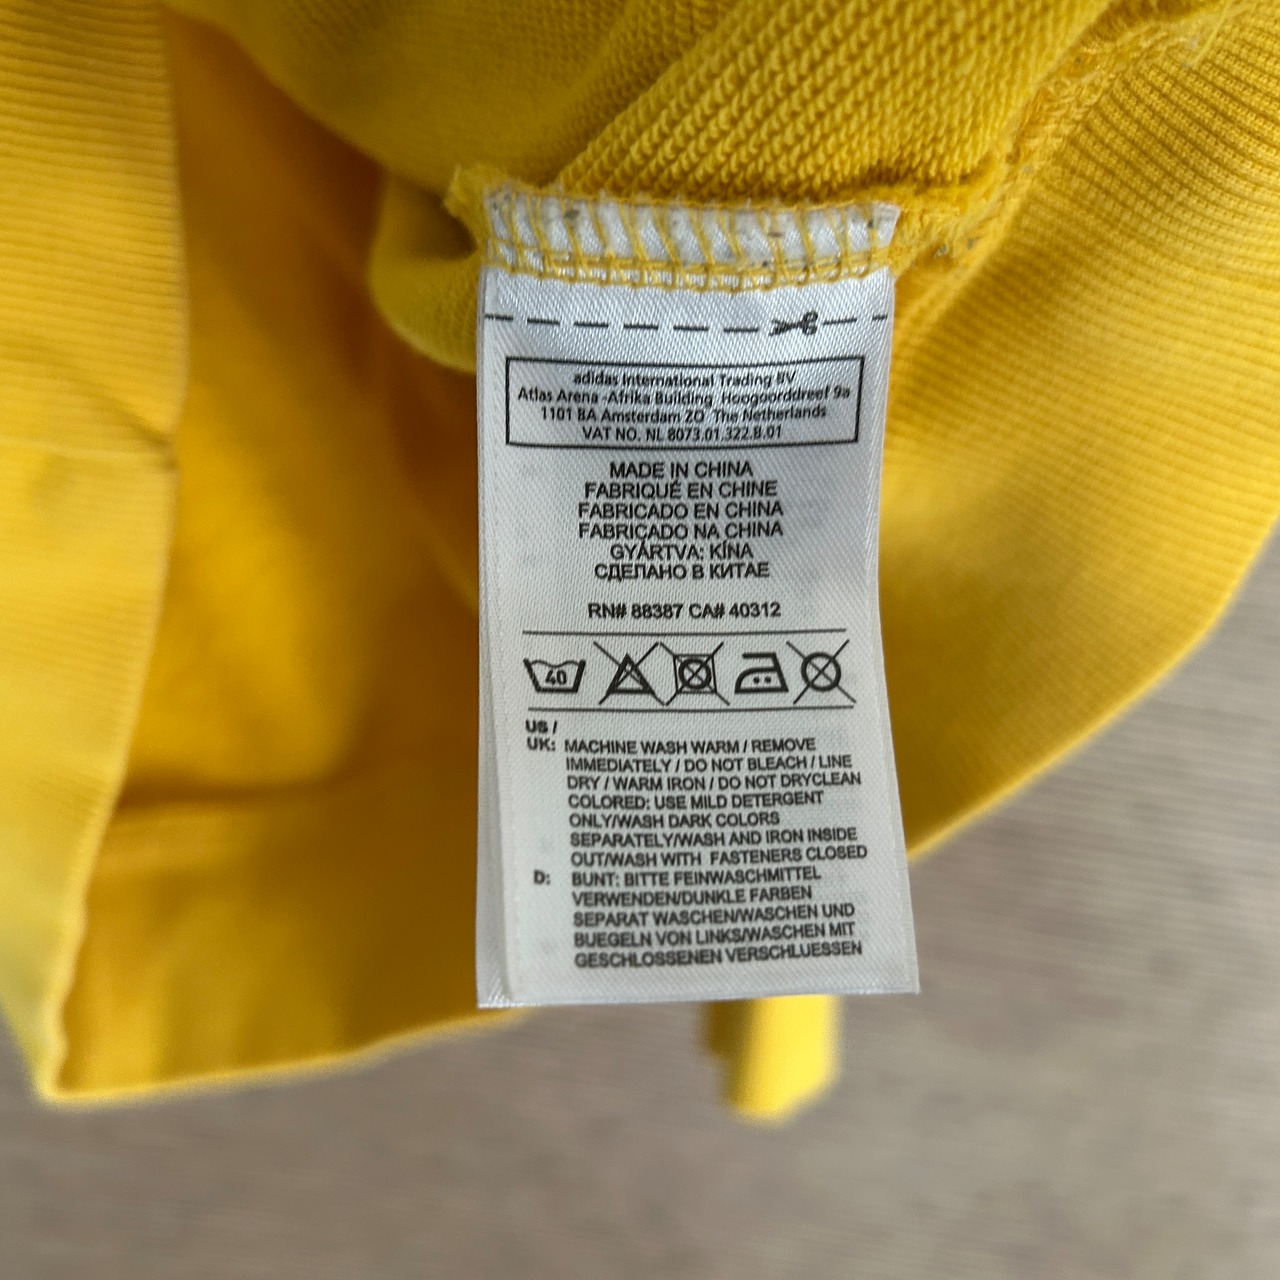 adidas International Trading BV
Atlas Arena -Afrika Building Hoogoorddreef 9a
1101 BA Amsterdam ZO The Netherlands
VAT NO. NL 8073.01.322.B.01
MADE IN CHINA
FABRIQUÉ EN CHINE
FABRICADO EN CHINA
FABRICADO NA CHINA
GYÁRTVA: KÍNA
СДЕЛАНО В КИТАЕ
RN# 88387 CA# 40312
40
US /
UK: MACHINE WASH WARM / REMOVE
IMMEDIATELY / DO NOT BLEACH / LINE
DRY / WARM IRON / DO NOT DRYCLEAN
COLORED: USE MILD DETERGENT
ONLY/WASH DARK COLORS
SEPARATELY/WASH AND IRON INSIDE
OUT/WASH WITH FASTENERS CLOSED
D: BUNT: BITTE FEINWASCHMITTEL
VERWENDEN/DUNKLE FARBEN
SEPARAT WASCHEN/WASCHEN UND
BUEGELN VON LINKS/WASCHEN MIT
GESCHLOSSENEN VERSCHLUESSEN